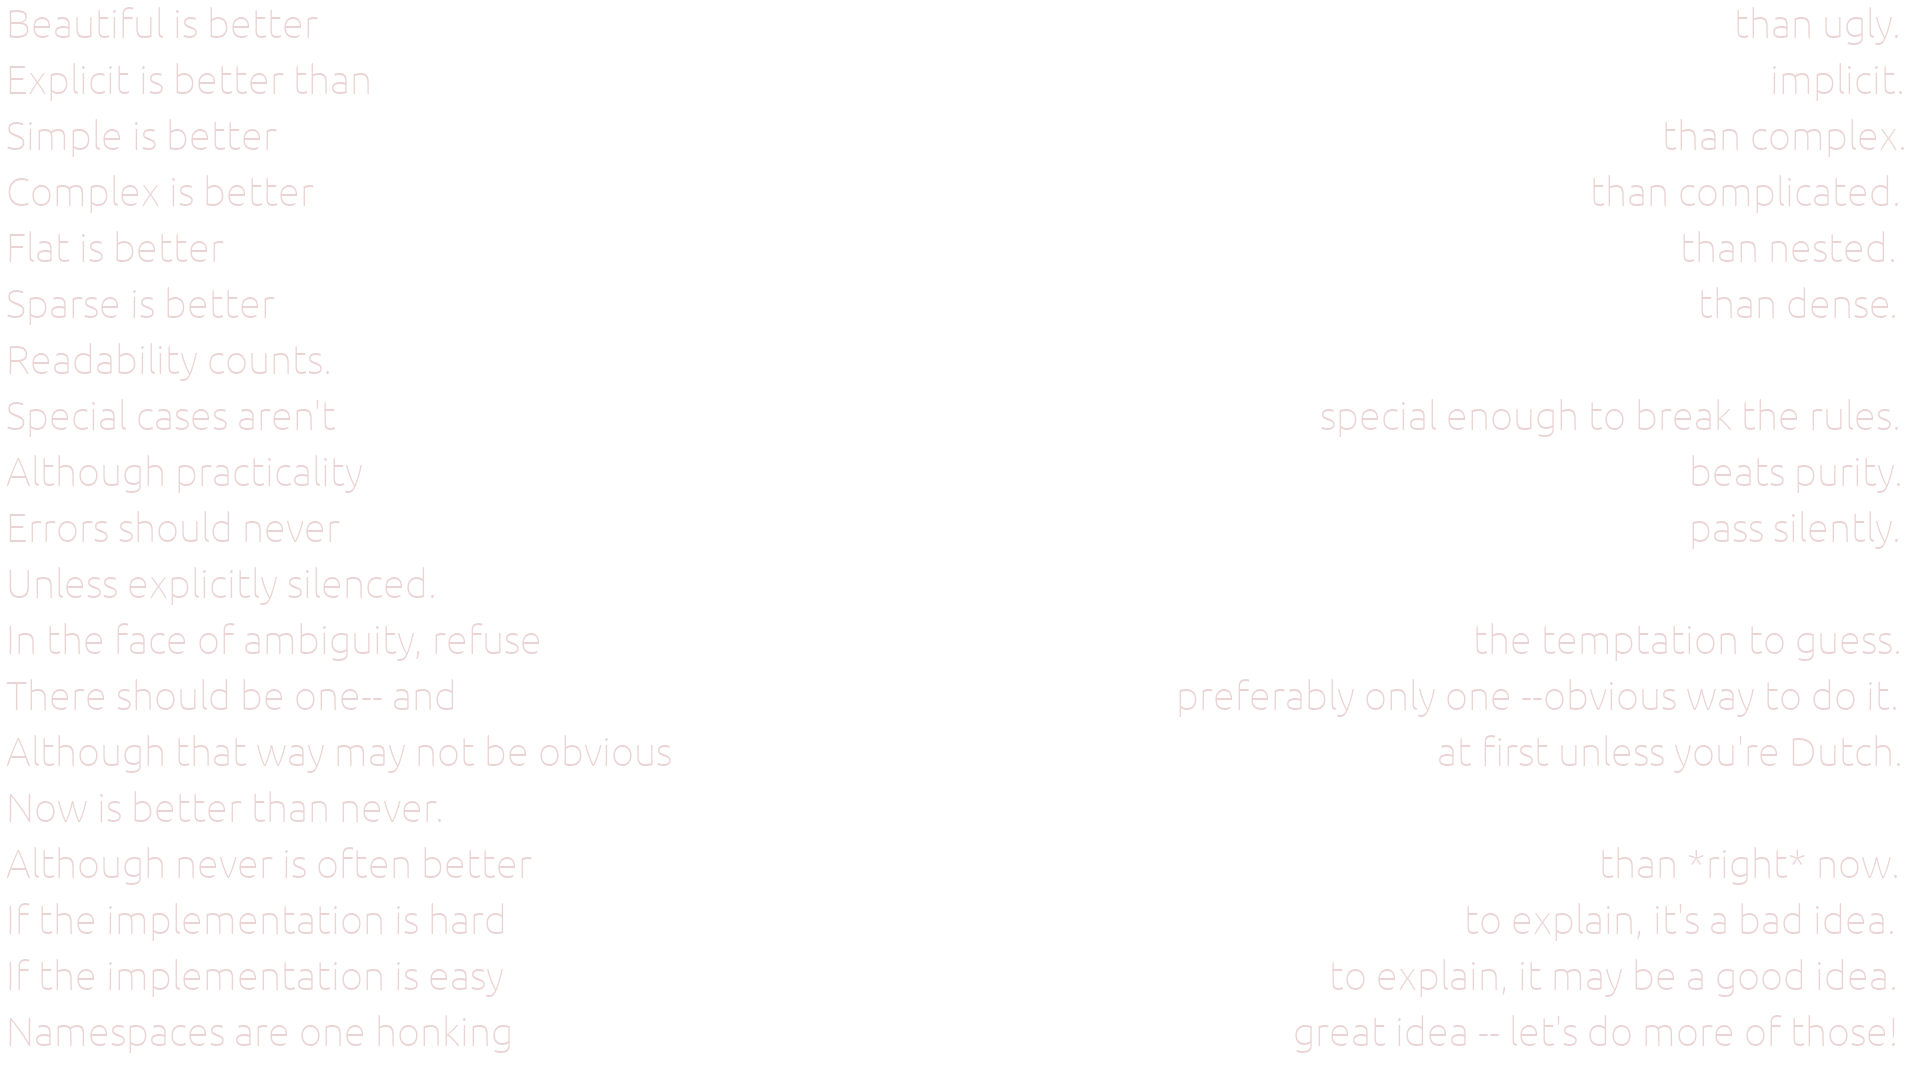 Beautiful is better than ugly.
Explicit is better than implicit.
Simple is better than complex.
Complex is better than complicated.
Flat is better than nested.
Sparse is better than dense.
Readability counts.
Special cases aren't special enough to break the rules.
Although practicality beats purity.
Errors should never pass silently.
Unless explicitly silenced.
In the face of ambiguity, refuse the temptation to guess.
There should be one-- and preferably only one --obvious way to do it.
Although that way may not be obvious at first unless you're Dutch.
Now is better than never.
Although never is often better than *right* now.
If the implementation is hard to explain, it's a bad idea.
If the implementation is easy to explain, it may be a good idea.
Namespaces are one honking great idea -- let's do more of those!